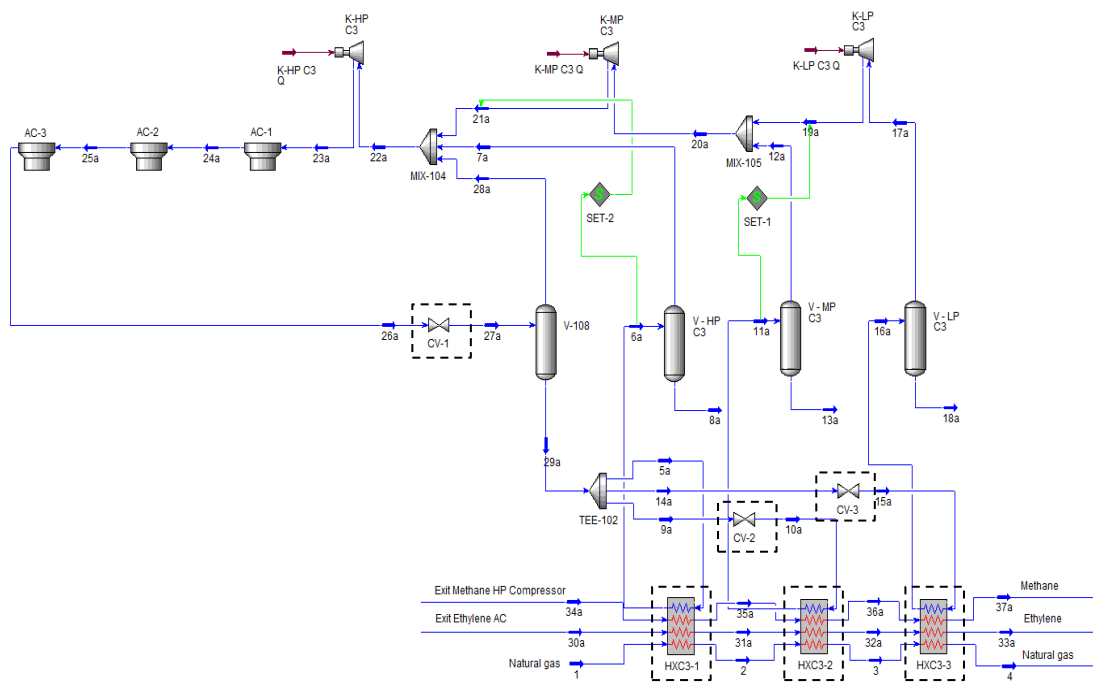 K-HP
C3
K-HP C3
Q
K-MP
C3
K-MP C3 Q
K-LP
C3
K-LP C3 Q
AC-3
AC-2
AC-1
25a
24a
23a
22a
MIX-104
21a
7a
28a
20a
MIX-105
19a
12a
17a
S
SET-2
S
SET-1
26a
CV-1
27a
V-108
6a
V - HP
C3
11a
V - MP
C3
16a
V - LP
C3
8a
13a
18a
29a
TEE-102
5a
14a
9a
CV-2
10a
CV-3
15a
Exit Methane HP Compressor
34a
Exit Ethylene AC
30a
Natural gas
1
HXC3-1
35a
31a
2
HXC3-2
36a
32a
3
HXC3-3
Methane
37a
Ethylene
33a
Natural gas
4